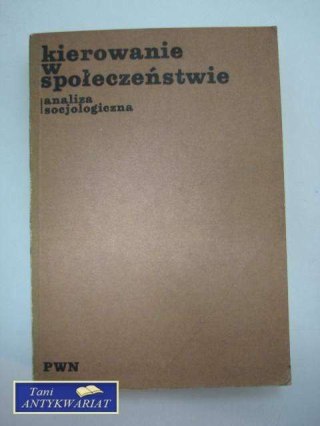 kierowanie
w
społeczeństwie
analiza
socjologiczna
PWN
Tani
ANTYKWARIAT